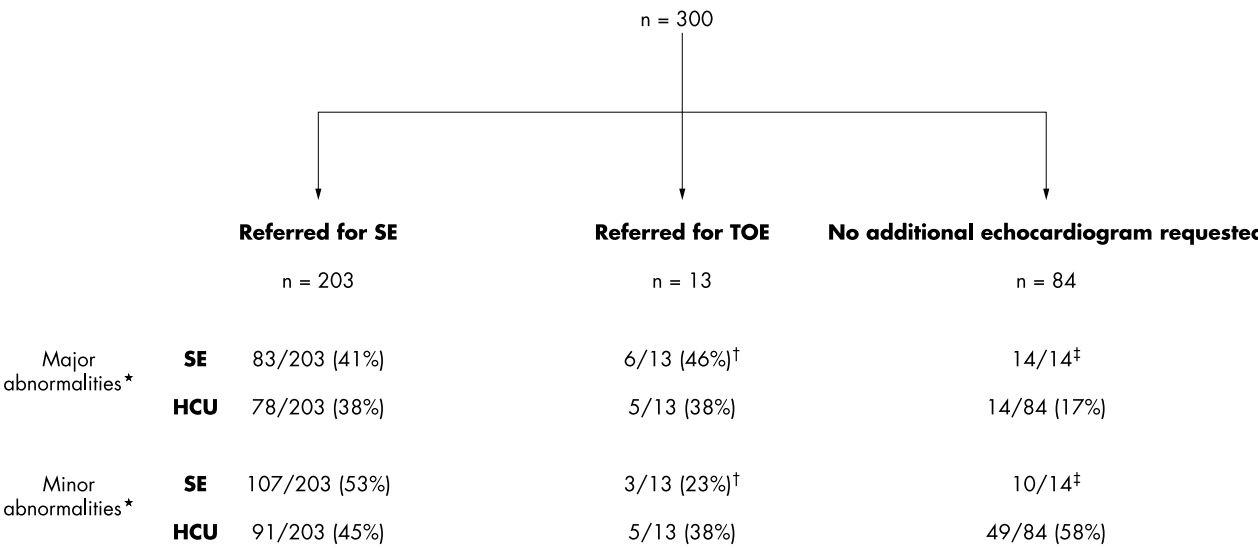 n = 300
Referred for SE Referred for TOE No additional echocardiogram requested
n = 203 n = 13 n = 84
Major abnormalities★ SE 83/203 (41%) 6/13 (46%)† 14/14‡
HCU 78/203 (38%) 5/13 (38%) 14/84 (17%)
Minor abnormalities★ SE 107/203 (53%) 3/13 (23%)† 10/14‡
HCU 91/203 (45%) 5/13 (38%) 49/84 (58%)